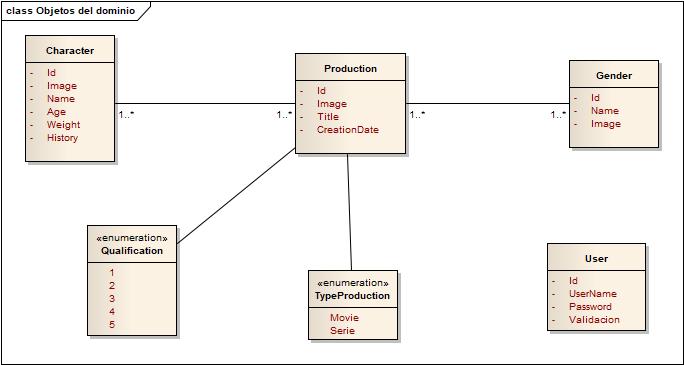 class Objetos del dominio
Character
- Id
- Image
- Name
- Age
- Weight
- History
1..*
1..*
Production
- Id
- Image
- Title
- CreationDate
1..*
1..*
Gender
- Id
- Name
- Image
«enumeration»
Qualification
1
2
3
4
5
«enumeration»
TypeProduction
Movie
Serie
User
- Id
- UserName
- Password
- Validacion